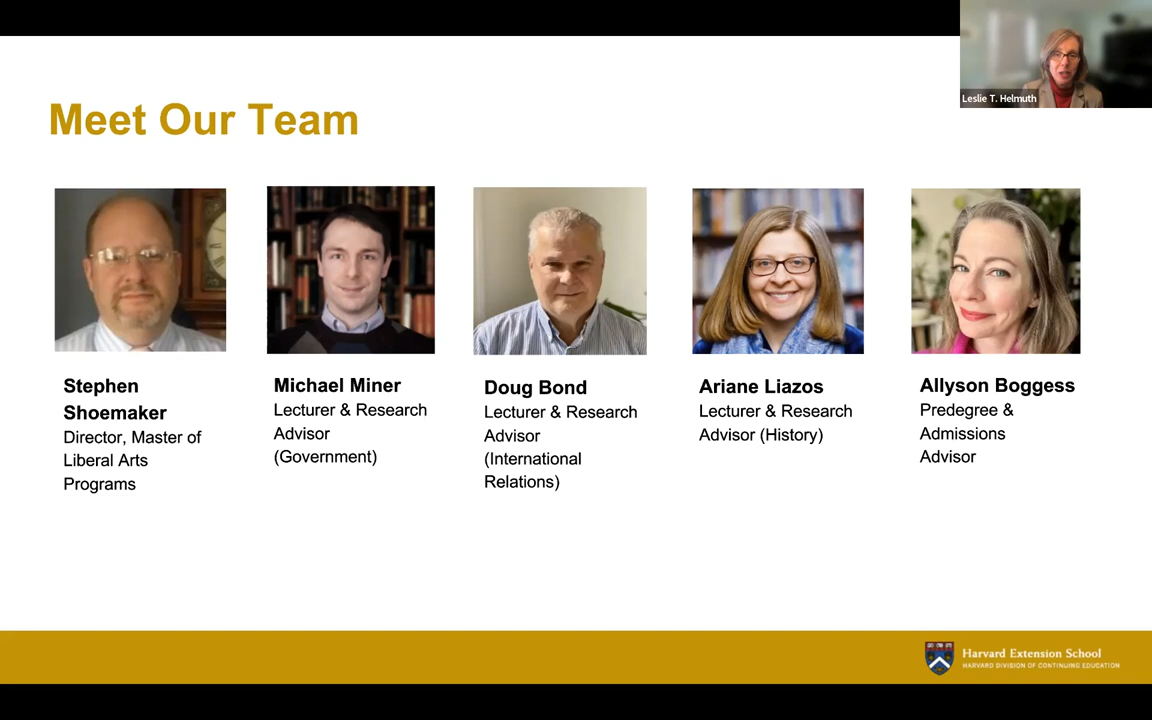 Leslie T. Helmuth
Meet Our Team
Stephen
Shoemaker
Director, Master of
Liberal Arts
Programs
Michael Miner
Lecturer & Research
Advisor
(Government)
Doug Bond
Lecturer & Research
Advisor
(International
Relations)
Ariane Liazos
Lecturer & Research
Advisor (History)
Allyson Boggess
Predegree &
Admissions
Advisor
Harvard Extension School
HARVARD DIVISION OF CONTINUING EDUCATION